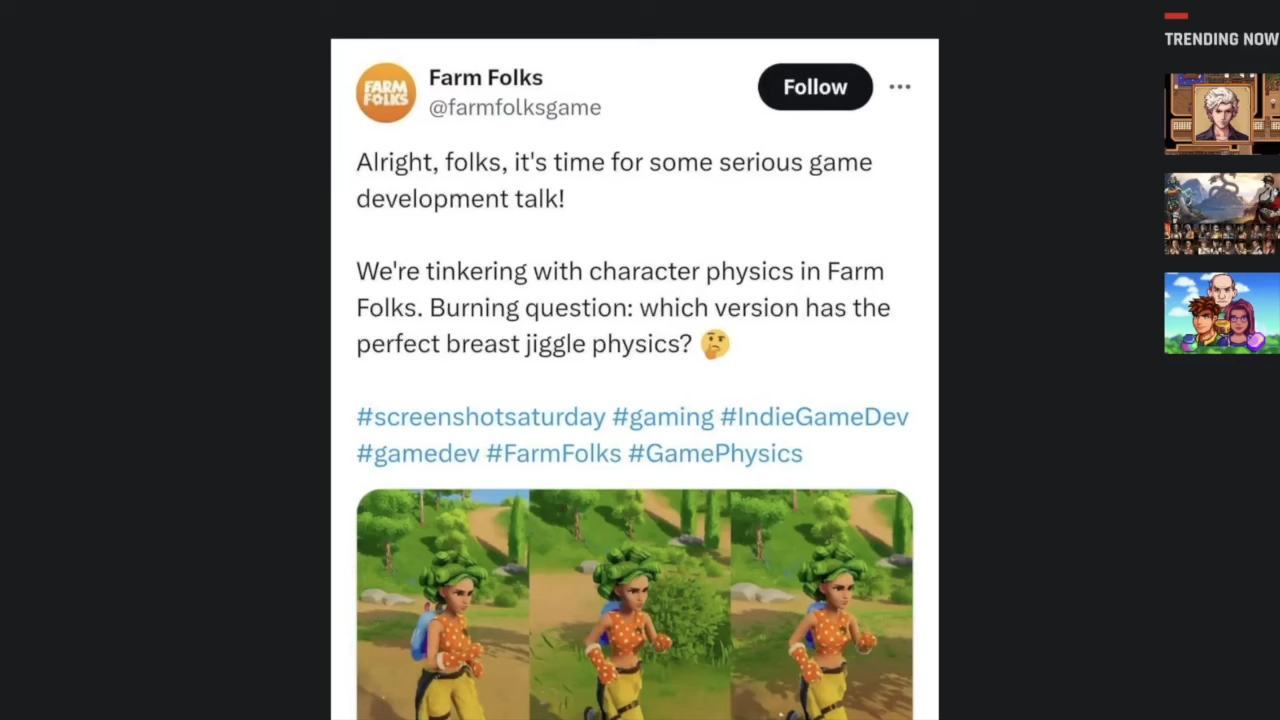 TRENDING NOW
FARM
FOLKS
Farm Folks
@farmfolksgame
Follow
Alright, folks, it's time for some serious game
development talk!
We're tinkering with character physics in Farm
Folks. Burning question: which version has the
perfect breast jiggle physics? 🤔
#screenshotsaturday #gaming #IndieGameDev
#gamedev #FarmFolks #GamePhysics